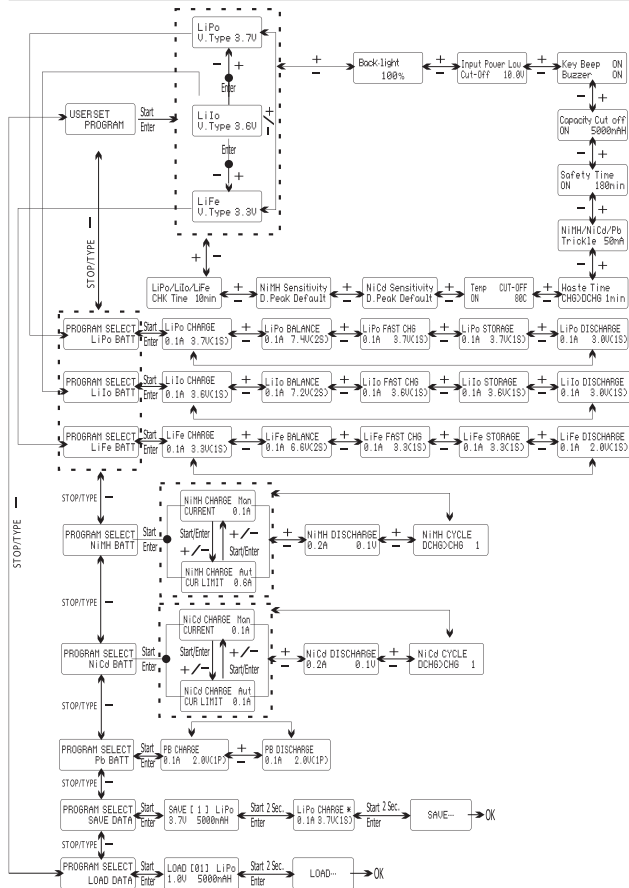 LiPo
V.Type 3.7V
+
−
Back-light
100%
+
−
Input Power Low
Cut-Off 10.0V
+
−
Key Beep ON
Buzzer ON
− +
Enter
− +
USERSET
PROGRAM
Start
Enter
LiIo
V.Type 3.6V
+/−
Capacity Cut off
ON 5000mAH
− +
Enter
− +
Safety Time
ON 180min
− +
LiFe
V.Type 3.3V
NiMH/NiCd/Pb
Trickle 50mA
STOP/TYPE −
+ −
− +
LiPo/LiIo/LiFe
CHK Time 10min
+
−
NiMH Sensitivity
D.Peak Default
+
−
NiCd Sensitivity
D.Peak Default
+
−
Temp CUT-OFF
ON 80C
+
−
Waste Time
CHG>DCHG 1min
PROGRAM SELECT
LiPo BATT
Start
Enter
LiPo CHARGE
0.1A 3.7V(1S)
+
−
LiPo BALANCE
0.1A 7.4V(2S)
+
−
LiPo FAST CHG
0.1A 3.7V(1S)
+
−
LiPo STORAGE
0.1A 3.7V(1S)
+
−
LiPo DISCHARGE
0.1A 3.0V(1S)
PROGRAM SELECT
LiIo BATT
Start
Enter
LiIo CHARGE
0.1A 3.6V(1S)
+
−
LiIo BALANCE
0.1A 7.2V(2S)
+
−
LiIo FAST CHG
0.1A 3.6V(1S)
+
−
LiIo STORAGE
0.1A 3.6V(1S)
+
−
LiIo DISCHARGE
0.1A 3.0V(1S)
PROGRAM SELECT
LiFe BATT
Start
Enter
LiFe CHARGE
0.1A 3.3V(1S)
+
−
LiFe BALANCE
0.1A 6.6V(2S)
+
−
LiFe FAST CHG
0.1A 3.3(1S)
+
−
LiFe STORAGE
0.1A 3.3(1S)
+
−
LiFe DISCHARGE
0.1A 2.0V(1S)
STOP/TYPE −
STOP/TYPE −
PROGRAM SELECT
NiMH BATT
Start
Enter
NiMH CHARGE Man
CURRENT 0.1A
Start/Enter
+/−
+/−
Start/Enter
NiMH CHARGE Aut
CUR LIMIT 0.6A
+
−
NiMH DISCHARGE
0.2A 0.1V
+
−
NiMH CYCLE
DCHG>CHG 1
STOP/TYPE −
PROGRAM SELECT
NiCd BATT
Start
Enter
NiCd CHARGE Man
CURRENT 0.1A
Start/Enter
+/−
+/−
Start/Enter
NiCd CHARGE Aut
CUR LIMIT 0.1A
+
−
NiCd DISCHARGE
0.2A 0.1V
+
−
NiCd CYCLE
DCHG>CHG 1
STOP/TYPE −
PROGRAM SELECT
Pb BATT
Start
Enter
PB CHARGE
0.1A 2.0V(1P)
+
−
PB DISCHARGE
0.1A 2.0V(1P)
STOP/TYPE −
PROGRAM SELECT
SAVE DATA
Start
Enter
SAVE [ 1 ] LiPo
3.7V 5000mAH
Start 2 Sec.
Enter
LiPo CHARGE *
0.1A 3.7V(1S)
Start 2 Sec.
Enter
SAVE···
OK
STOP/TYPE −
PROGRAM SELECT
LOAD DATA
Start
Enter
LOAD [01] LiPo
1.0V 5000mAH
Start 2 Sec.
Enter
LOAD···
OK